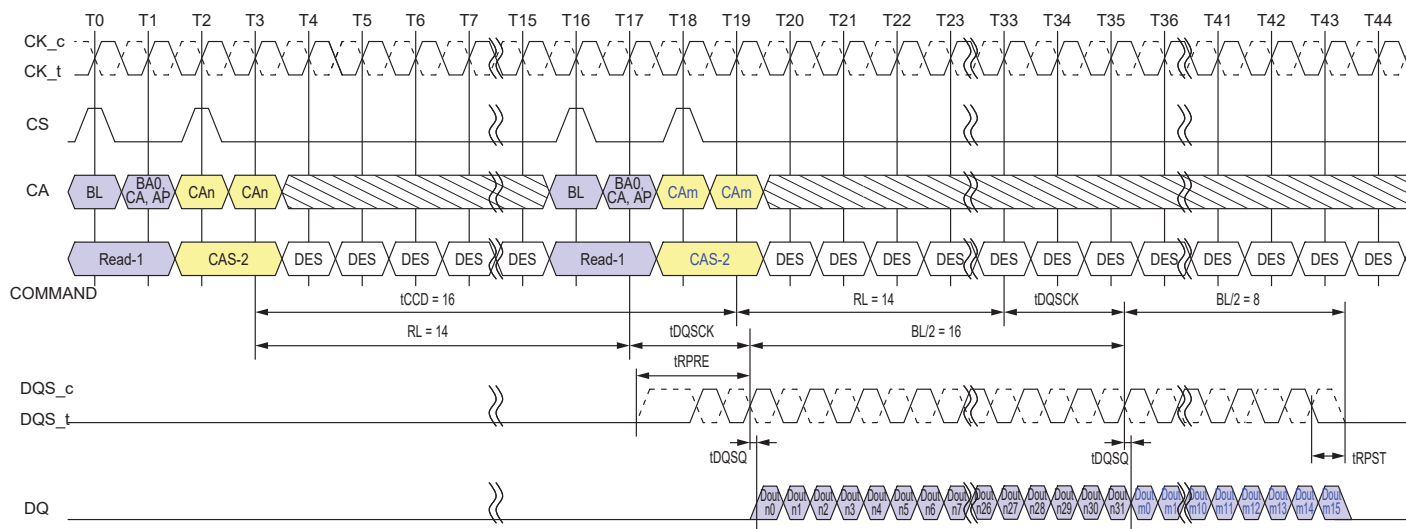 T0 T1 T2 T3 T4 T5 T6 T7 T15 T16 T17 T18 T19 T20 T21 T22 T23 T33 T34 T35 T36 T41 T42 T43 T44
CK_c
CK_t
CS
CA BL BA0, CA, AP CAn CAn BL BA0, CA, AP CAm CAm
Read-1 CAS-2 DES DES DES DES DES Read-1 CAS-2 DES DES DES DES DES DES DES DES DES DES DES DES
COMMAND
tCCD = 16 RL = 14 tDQSCK BL/2 = 8
RL = 14 tDQSCK BL/2 = 16
tRPRE
DQS_c
DQS_t
tDQSQ tDQSQ tRPST
DQ Dout n0 Dout n1 Dout n2 Dout n3 Dout n4 Dout n5 Dout n6 Dout n7 Dout n26 Dout n27 Dout n28 Dout n29 Dout n30 Dout n31 Dout m0 Dout m1 Dout m10 Dout m11 Dout m12 Dout m13 Dout m14 Dout m15